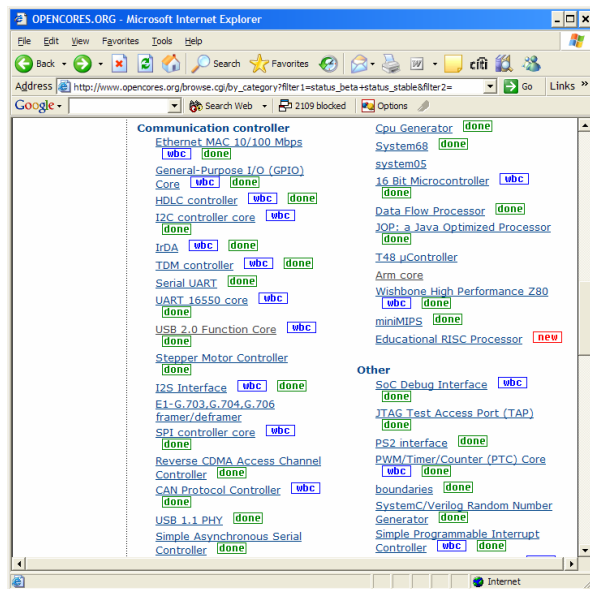 OPENCORES.ORG - Microsoft Internet Explorer
File Edit View Favorites Tools Help
Back Search Favorites
Address http://www.opencores.org/browse.cgi/by_category?filter1=status_beta+status_stable&filter2= Go Links »
Google Search Web 2109 blocked Options
Communication controller
Ethernet MAC 10/100 Mbps
wbc done
General-Purpose I/O (GPIO)
Core wbc done
HDLC controller wbc done
I2C controller core wbc
done
IrDA wbc done
TDM controller wbc done
Serial UART done
UART 16550 core wbc
done
USB 2.0 Function Core wbc
done
Stepper Motor Controller
done
I2S Interface wbc done
E1-G.703,G.704,G.706
framer/deframer
SPI controller core wbc
done
Reverse CDMA Access Channel
Controller done
CAN Protocol Controller wbc
done
USB 1.1 PHY done
Simple Asynchronous Serial
Controller done
Cpu Generator done
System68 done
system05
16 Bit Microcontroller wbc
done
Data Flow Processor done
JOP: a Java Optimized Processor
done
T48 µController
Arm core
Wishbone High Performance Z80
wbc done
miniMIPS done
Educational RISC Processor new
Other
SoC Debug Interface wbc
done
JTAG Test Access Port (TAP)
done
PS2 interface done
PWM/Timer/Counter (PTC) Core
wbc done
boundaries done
SystemC/Verilog Random Number
Generator done
Simple Programmable Interrupt
Controller wbc done
Internet